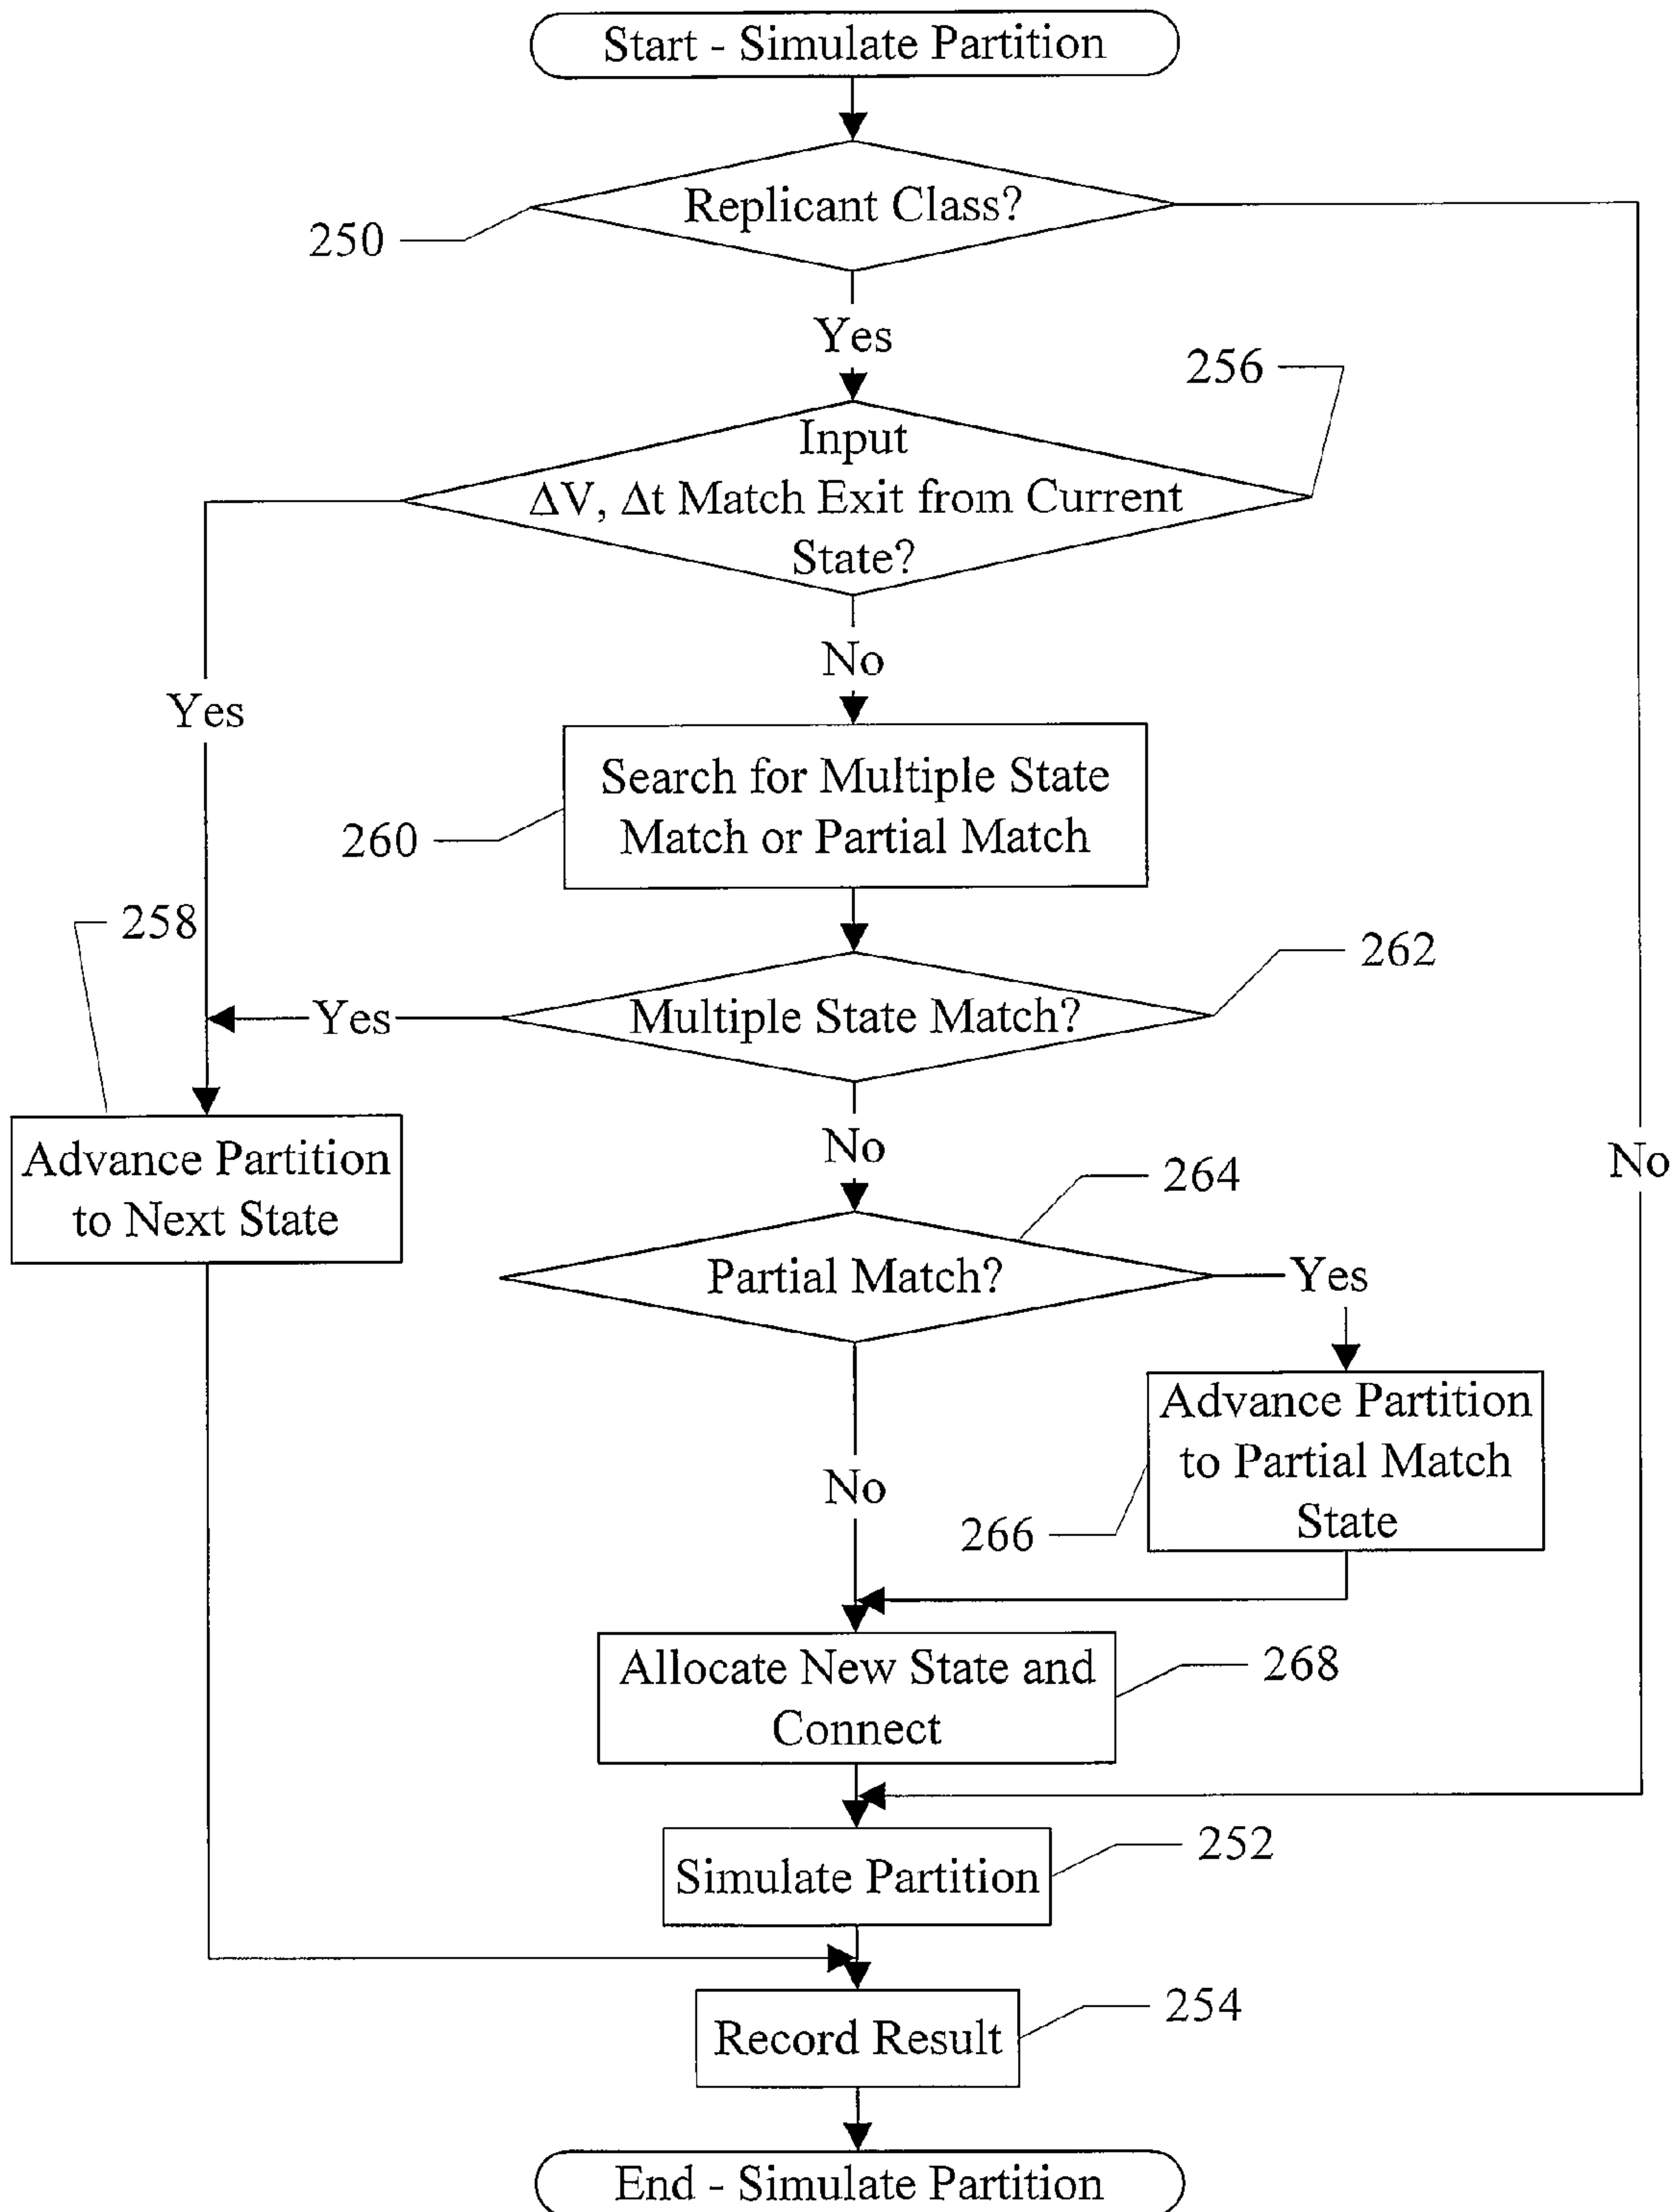 Start - Simulate Partition
Replicant Class?
250
Yes
256
Input
ΔV, Δt Match Exit from Current
State?
No
Yes
Search for Multiple State
Match or Partial Match
260
258
262
Multiple State Match?
Yes
Advance Partition
to Next State
No
No
264
Partial Match?
Yes
Advance Partition
to Partial Match
State
No
266
Allocate New State and
Connect
268
252
Simulate Partition
254
Record Result
End - Simulate Partition